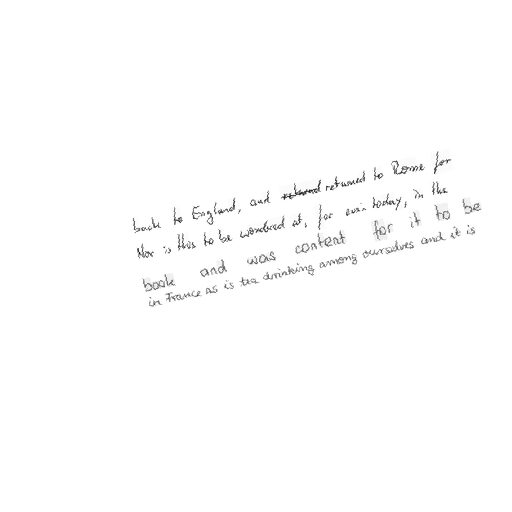 back to England, and returned to Rome for
Nor is this to be wondered at, for even today, in the
book and was content for it to be
in France as is tea drinking among ourselves and it is